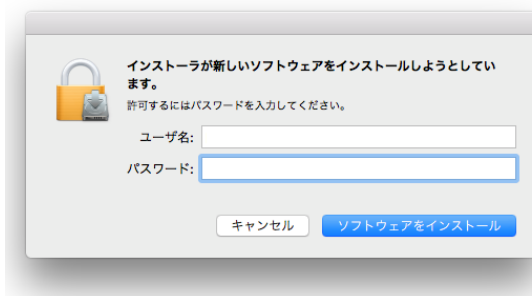 インストーラが新しいソフトウェアをインストールしようとしてい
ます。
許可するにはパスワードを入力してください。
ユーザ名:
パスワード:
キャンセル
ソフトウェアをインストール